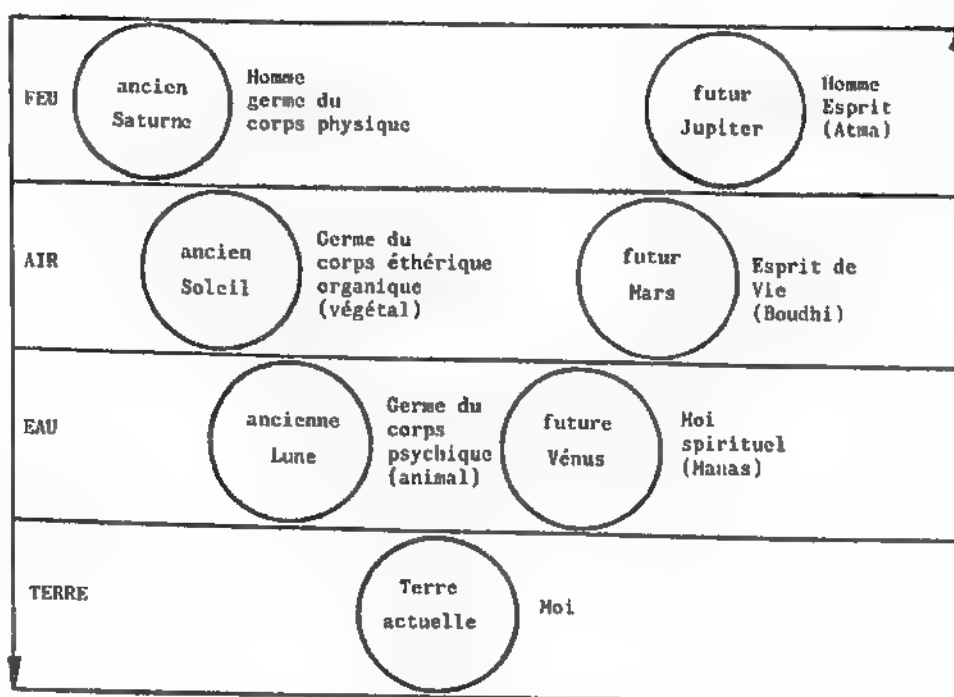 FEU
ancien
Saturne
Homme
germe du
corps physique
futur
Jupiter
Homme
Esprit
(Atma)
AIR
ancien
Soleil
Germe du
corps éthérique
organique
(végétal)
futur
Mars
Esprit de
Vie
(Boudhi)
EAU
ancienne
Lune
Germe du
corps
psychique
(animal)
future
Vénus
Moi
spirituel
(Manas)
TERRE
Terre
actuelle
Moi